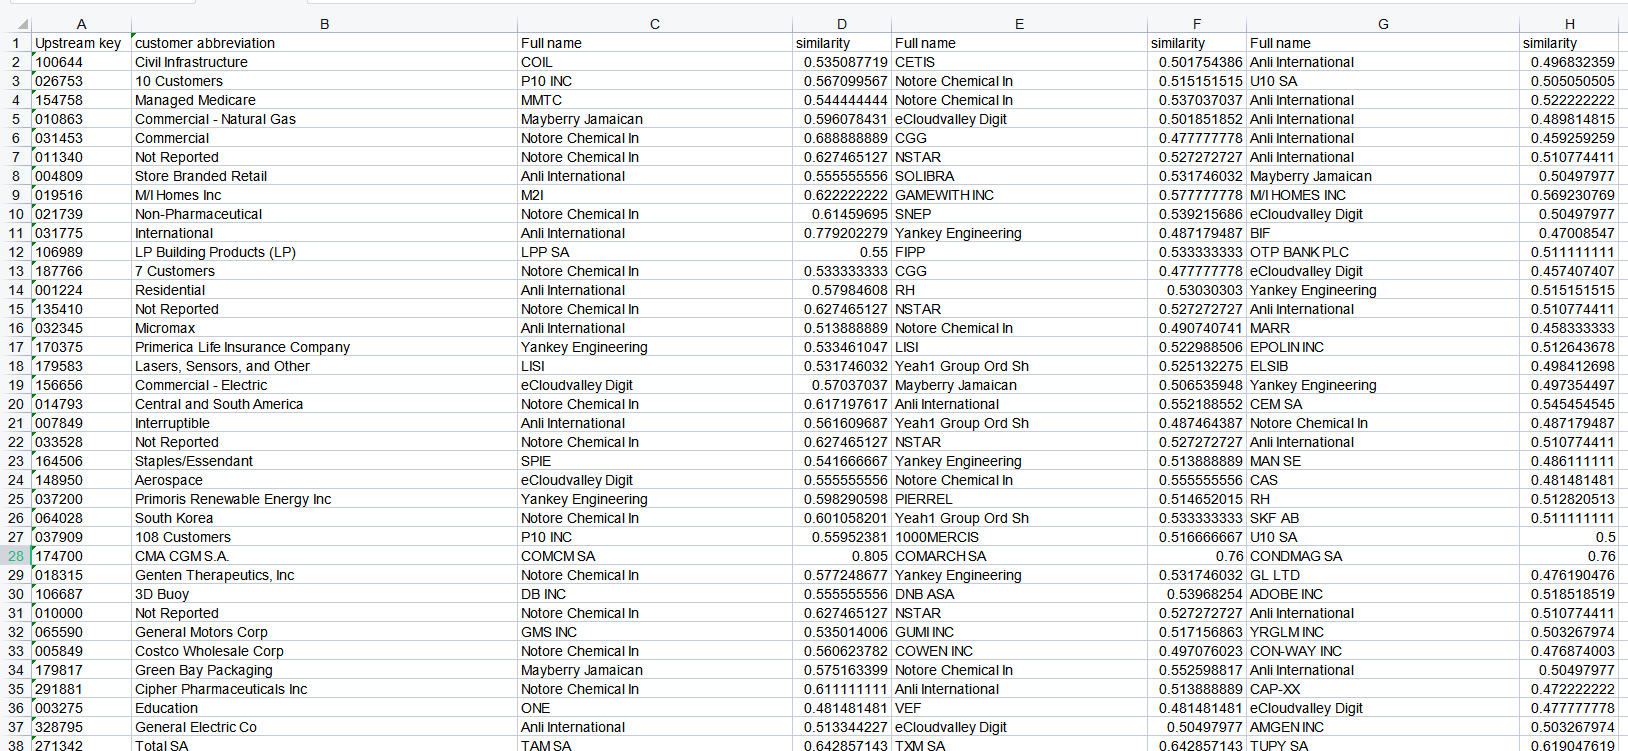 A B C D E F G H
1 Upstream key customer abbreviation Full name similarity Full name similarity Full name similarity
2 100644 Civil Infrastructure COIL 0.535087719 CETIS 0.501754386 Anli International 0.496832359
3 026753 10 Customers P10 INC 0.567099567 Notore Chemical In 0.515151515 U10 SA 0.505050505
4 154758 Managed Medicare MMTC 0.544444444 Notore Chemical In 0.537037037 Anli International 0.522222222
5 010863 Commercial - Natural Gas Mayberry Jamaican 0.596078431 eCloudvalley Digit 0.501851852 Anli International 0.489814815
6 031453 Commercial Notore Chemical In 0.688888889 CGG 0.477777778 Anli International 0.459259259
7 011340 Not Reported Notore Chemical In 0.627465127 NSTAR 0.527272727 Anli International 0.510774411
8 004809 Store Branded Retail Anli International 0.555555556 SOLIBRA 0.531746032 Mayberry Jamaican 0.50497977
9 019516 M/I Homes Inc M2I 0.622222222 GAMEWITH INC 0.577777778 M/I HOMES INC 0.569230769
10 021739 Non-Pharmaceutical Notore Chemical In 0.61459695 SNEP 0.539215686 eCloudvalley Digit 0.50497977
11 031775 International Anli International 0.779202279 Yankey Engineering 0.487179487 BIF 0.47008547
12 106989 LP Building Products (LP) LPP SA 0.55 FIPP 0.533333333 OTP BANK PLC 0.511111111
13 187766 7 Customers Notore Chemical In 0.533333333 CGG 0.477777778 eCloudvalley Digit 0.457407407
14 001224 Residential Anli International 0.57984608 RH 0.53030303 Yankey Engineering 0.515151515
15 135410 Not Reported Notore Chemical In 0.627465127 NSTAR 0.527272727 Anli International 0.510774411
16 032345 Micromax Anli International 0.513888889 Notore Chemical In 0.490740741 MARR 0.458333333
17 170375 Primerica Life Insurance Company Yankey Engineering 0.533461047 LISI 0.522988506 EPOLIN INC 0.512643678
18 179583 Lasers, Sensors, and Other LISI 0.531746032 Yeah1 Group Ord Sh 0.525132275 ELSIB 0.498412698
19 156656 Commercial - Electric eCloudvalley Digit 0.57037037 Mayberry Jamaican 0.506535948 Yankey Engineering 0.497354497
20 014793 Central and South America Notore Chemical In 0.617197617 Anli International 0.552188552 CEM SA 0.545454545
21 007849 Interruptible Anli International 0.561609687 Yeah1 Group Ord Sh 0.487464387 Notore Chemical In 0.487179487
22 033528 Not Reported Notore Chemical In 0.627465127 NSTAR 0.527272727 Anli International 0.510774411
23 164506 Staples/Essendant SPIE 0.541666667 Yankey Engineering 0.513888889 MAN SE 0.486111111
24 148950 Aerospace eCloudvalley Digit 0.555555556 Notore Chemical In 0.555555556 CAS 0.481481481
25 037200 Primoris Renewable Energy Inc Yankey Engineering 0.598290598 PIERREL 0.514652015 RH 0.512820513
26 064028 South Korea Notore Chemical In 0.601058201 Yeah1 Group Ord Sh 0.533333333 SKF AB 0.511111111
27 037909 108 Customers P10 INC 0.55952381 1000MERCIS 0.516666667 U10 SA 0.5
28 174700 CMA CGM S.A. COMCM SA 0.805 COMARCH SA 0.76 CONDMAG SA 0.76
29 018315 Genten Therapeutics, Inc Notore Chemical In 0.577248677 Yankey Engineering 0.531746032 GL LTD 0.476190476
30 106687 3D Buoy DB INC 0.555555556 DNB ASA 0.53968254 ADOBE INC 0.518518519
31 010000 Not Reported Notore Chemical In 0.627465127 NSTAR 0.527272727 Anli International 0.510774411
32 065590 General Motors Corp GMS INC 0.535014006 GUMI INC 0.517156863 YRGLM INC 0.503267974
33 005849 Costco Wholesale Corp Notore Chemical In 0.560623782 COWEN INC 0.497076023 CON-WAY INC 0.476874003
34 179817 Green Bay Packaging Mayberry Jamaican 0.575163399 Notore Chemical In 0.552598817 Anli International 0.50497977
35 291881 Cipher Pharmaceuticals Inc Notore Chemical In 0.611111111 Anli International 0.513888889 CAP-XX 0.472222222
36 003275 Education ONE 0.481481481 VEF 0.481481481 eCloudvalley Digit 0.477777778
37 328795 General Electric Co Anli International 0.513344227 eCloudvalley Digit 0.50497977 AMGEN INC 0.503267974
38 271342 Total SA TAM SA 0.642857143 TXM SA 0.642857143 TUPY SA 0.619047619